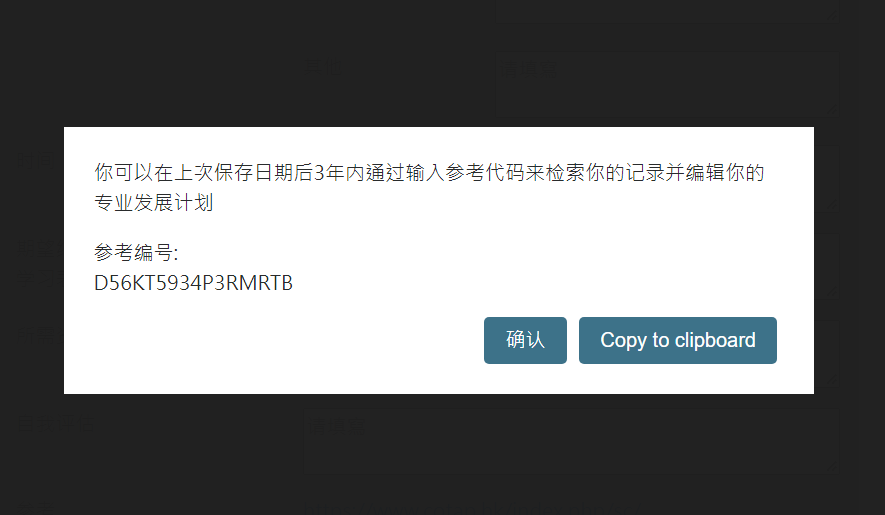 你可以在上次保存日期后3年内通过输入参考代码来检索你的记录并编辑你的
专业发展计划
参考编号:
D56KT5934P3RMRTB
确认
Copy to clipboard